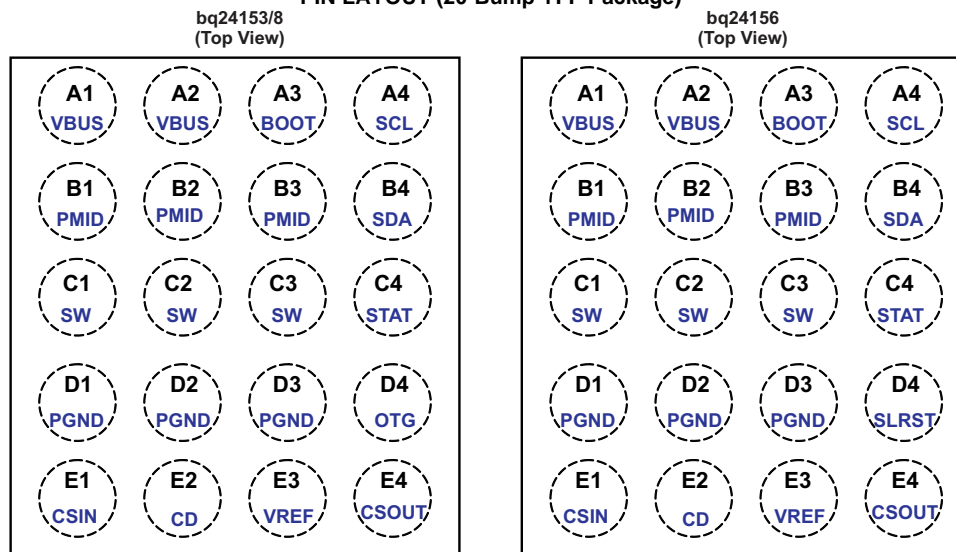 PIN LAYOUT (20-Bump YFF Package)
bq24153/8
(Top View)
A1 A2 A3 A4
VBUS VBUS BOOT SCL
B1 B2 B3 B4
PMID PMID PMID SDA
C1 C2 C3 C4
SW SW SW STAT
D1 D2 D3 D4
PGND PGND PGND OTG
E1 E2 E3 E4
CSIN CD VREF CSOUT
bq24156
(Top View)
A1 A2 A3 A4
VBUS VBUS BOOT SCL
B1 B2 B3 B4
PMID PMID PMID SDA
C1 C2 C3 C4
SW SW SW STAT
D1 D2 D3 D4
PGND PGND PGND SLRST
E1 E2 E3 E4
CSIN CD VREF CSOUT